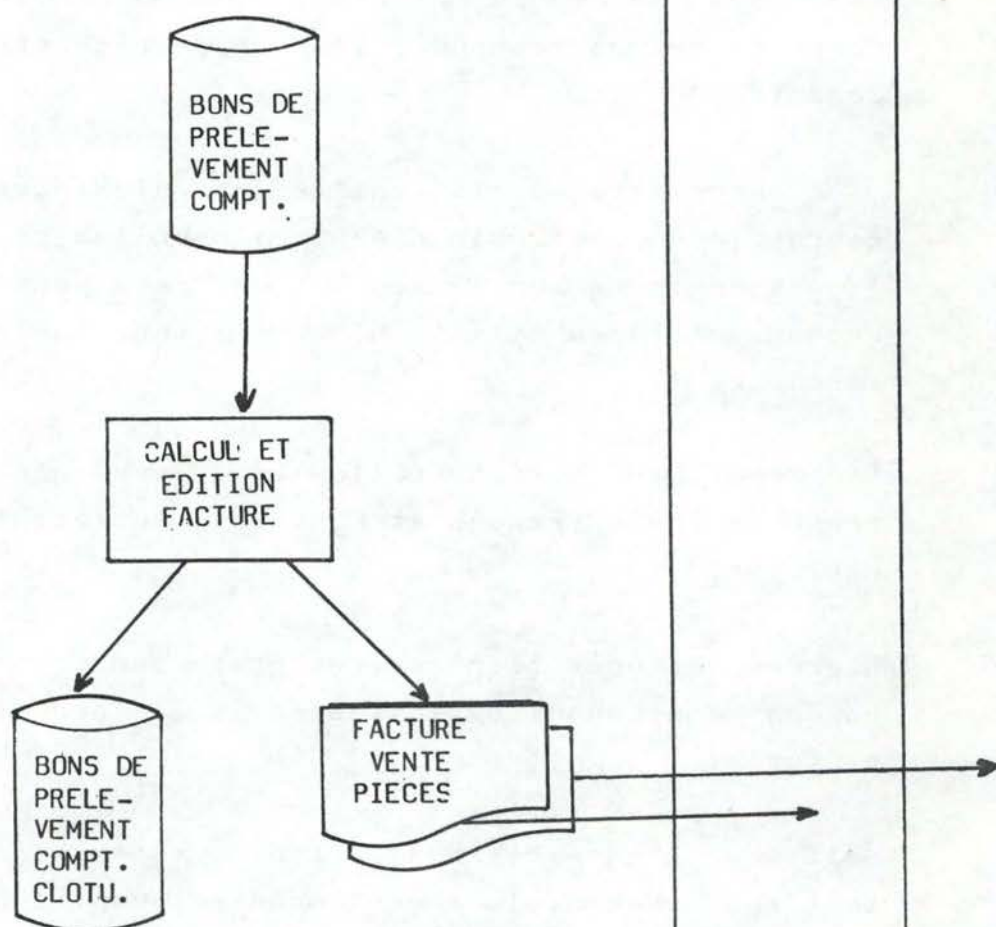 BONS DE
PRELE-
VEMENT
COMPT.
CALCUL ET
EDITION
FACTURE
BONS DE
PRELE-
VEMENT
COMPT.
CLOTU.
FACTURE
VENTE
PIECES